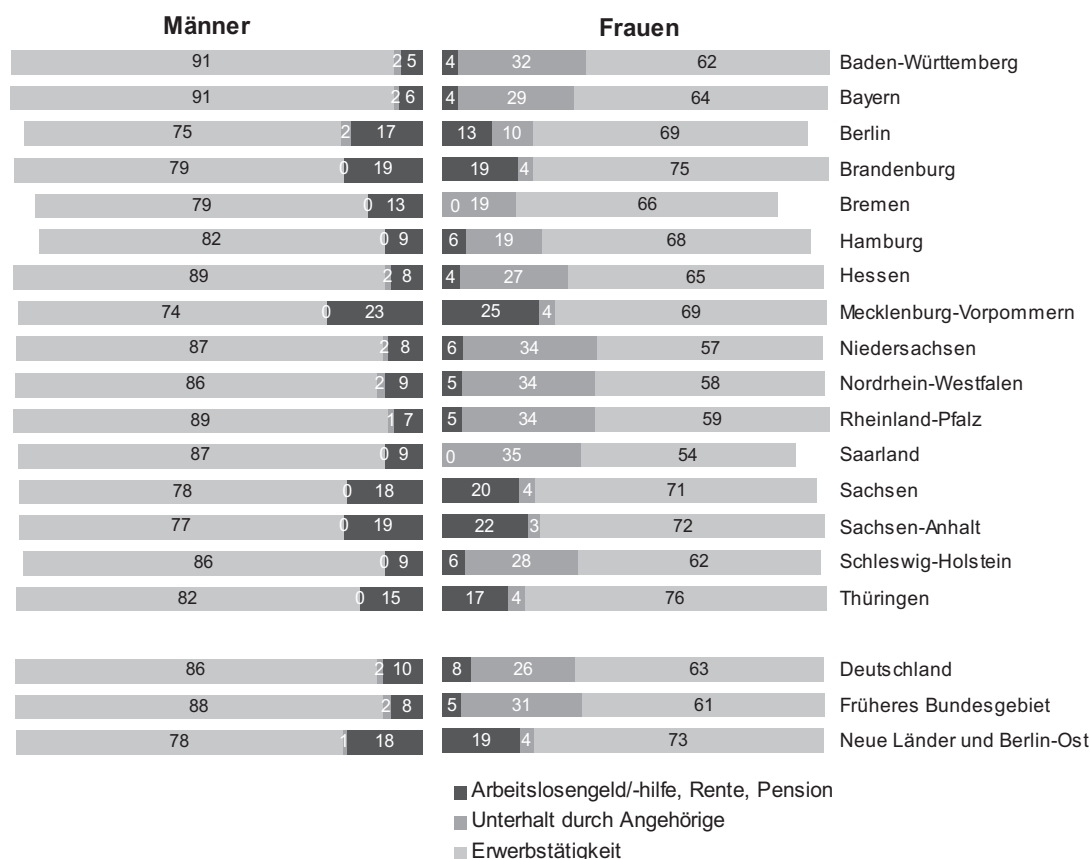 Männer Frauen
91 2 5 4 32 62 Baden-Württemberg
91 2 6 4 29 64 Bayern
75 2 17 13 10 69 Berlin
79 0 19 19 4 75 Brandenburg
79 0 13 0 19 66 Bremen
82 0 9 6 19 68 Hamburg
89 2 8 4 27 65 Hessen
74 0 23 25 4 69 Mecklenburg-Vorpommern
87 2 8 6 34 57 Niedersachsen
86 2 9 5 34 58 Nordrhein-Westfalen
89 1 7 5 34 59 Rheinland-Pfalz
87 0 9 0 35 54 Saarland
78 0 18 20 4 71 Sachsen
77 0 19 22 3 72 Sachsen-Anhalt
86 0 9 6 28 62 Schleswig-Holstein
82 0 15 17 4 76 Thüringen
86 2 10 8 26 63 Deutschland
88 2 8 5 31 61 Früheres Bundesgebiet
78 1 18 19 4 73 Neue Länder und Berlin-Ost
Arbeitslosengeld/-hilfe, Rente, Pension
Unterhalt durch Angehörige
Erwerbstätigkeit